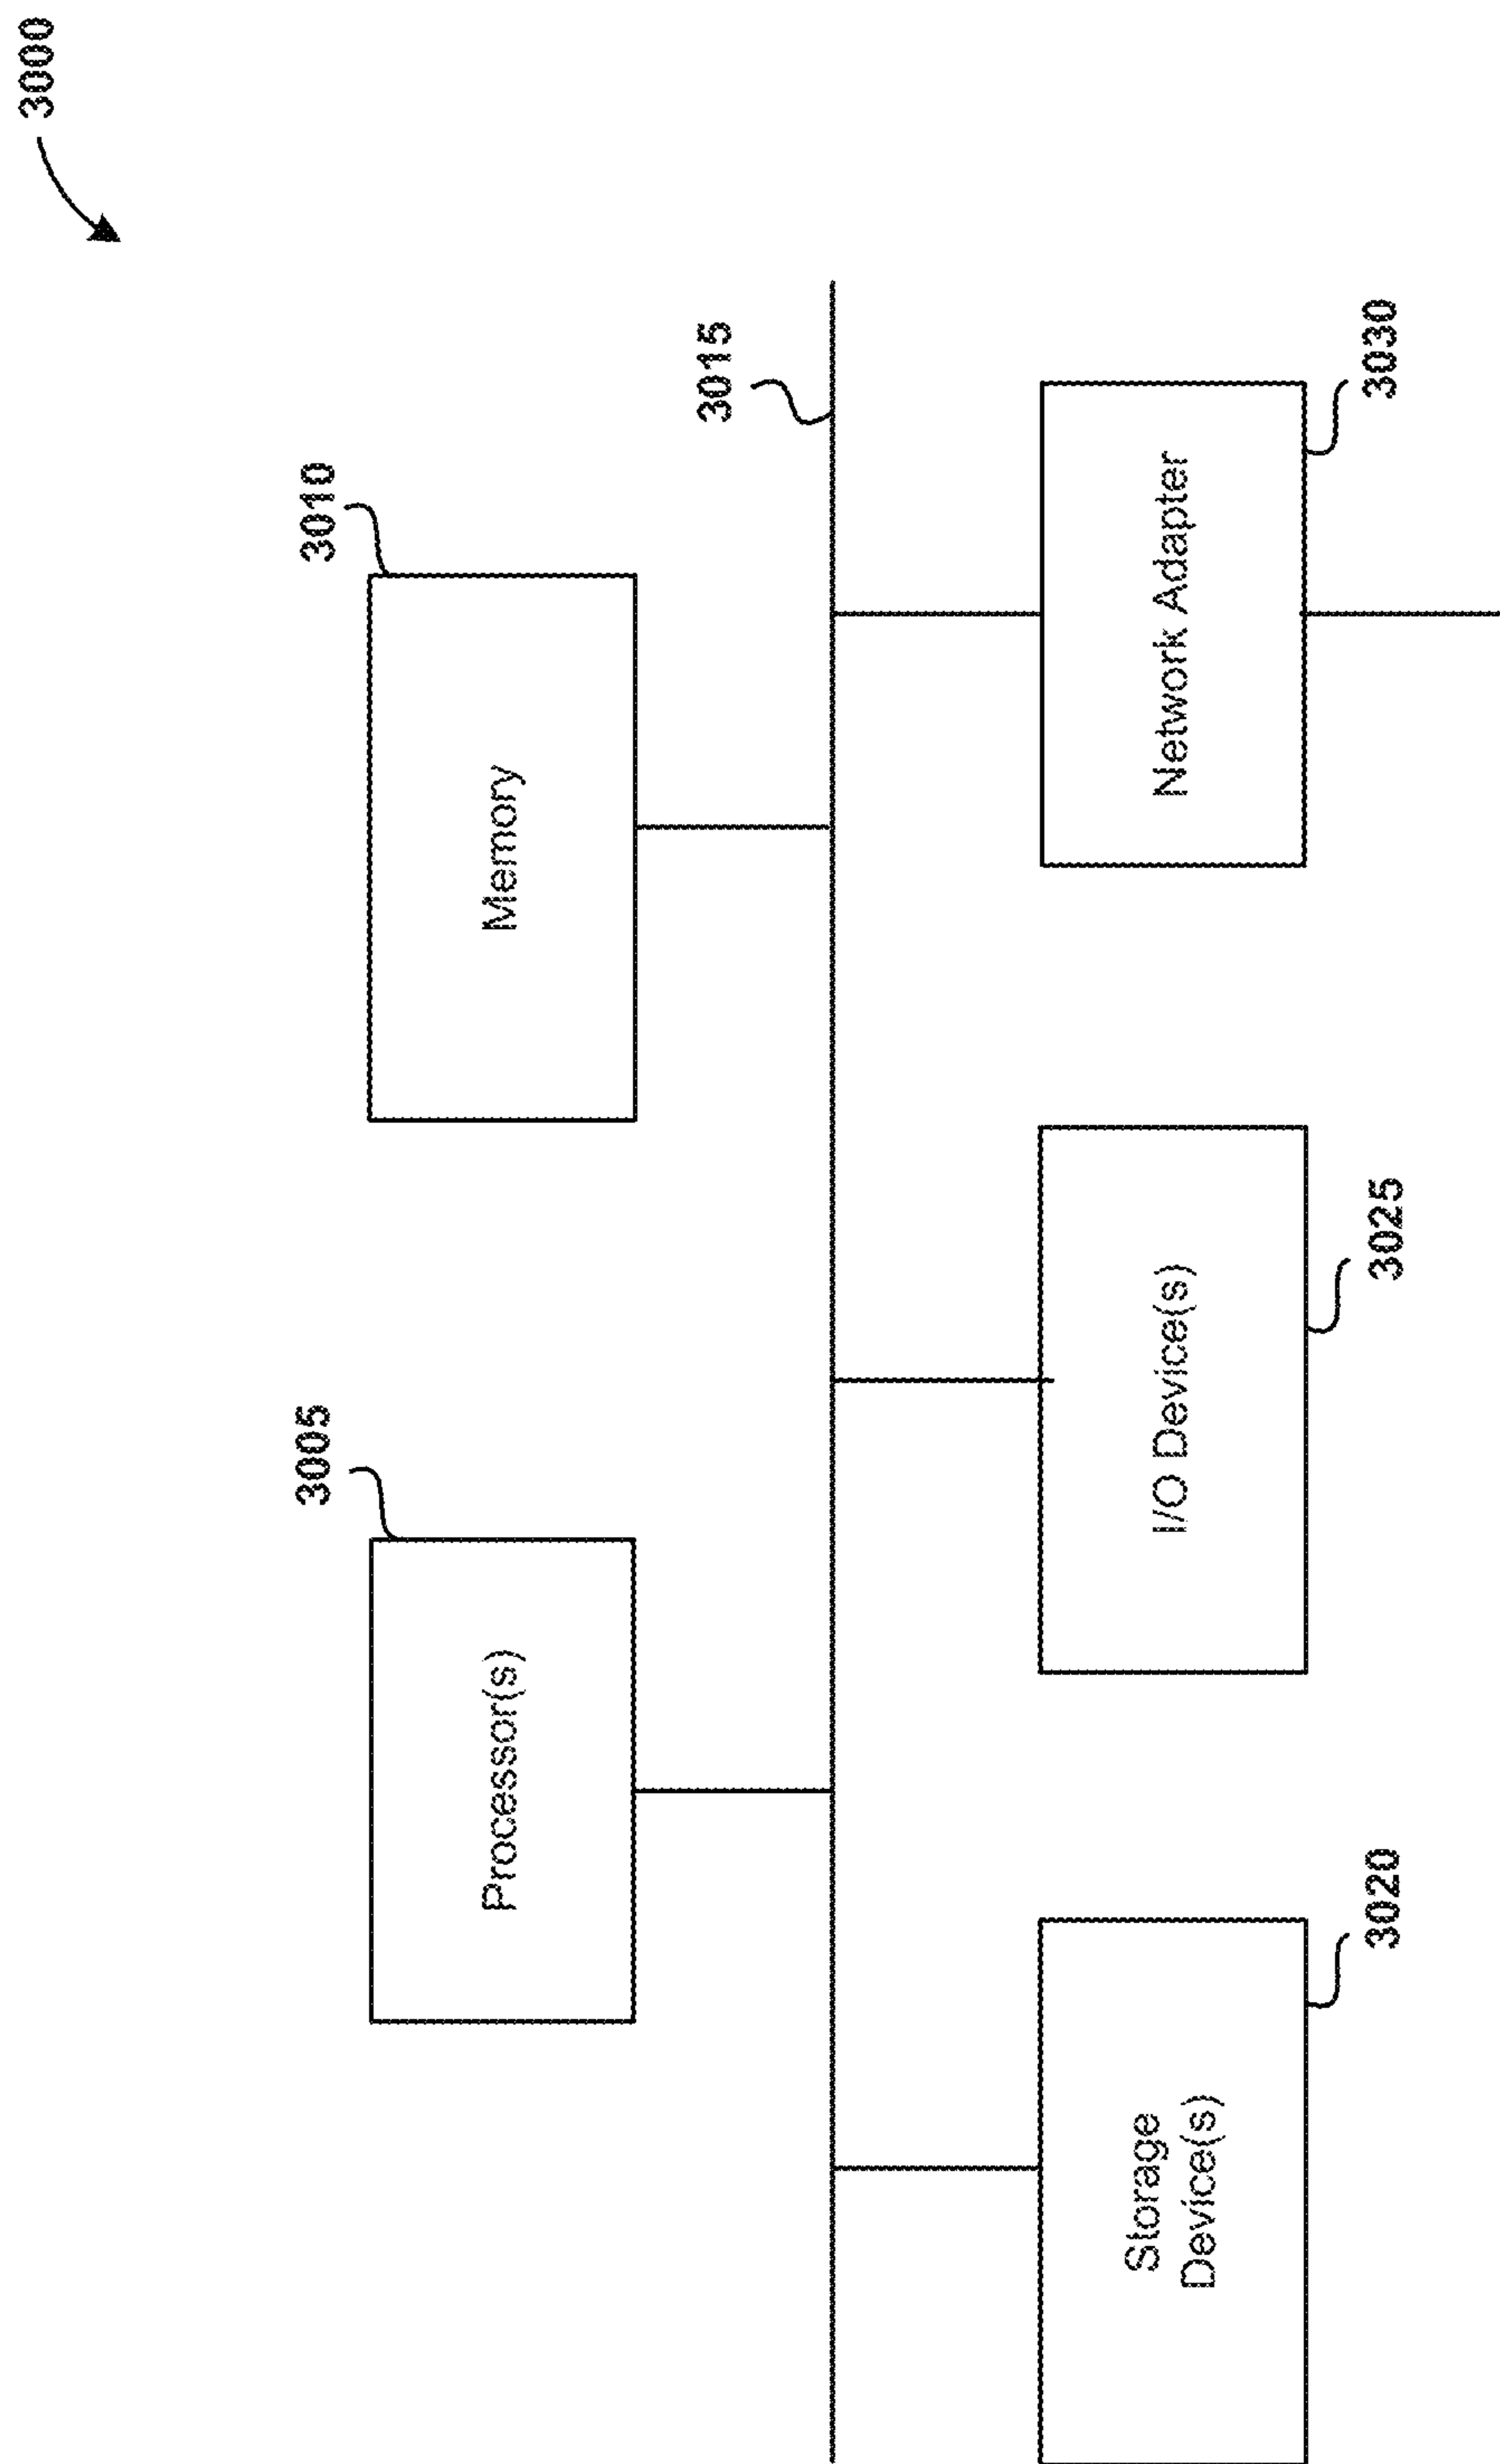 3000
3005
Processor(s)
3010
Memory
3015
Storage
Device(s)
3020
I/O Device(s)
3025
Network Adapter
3030